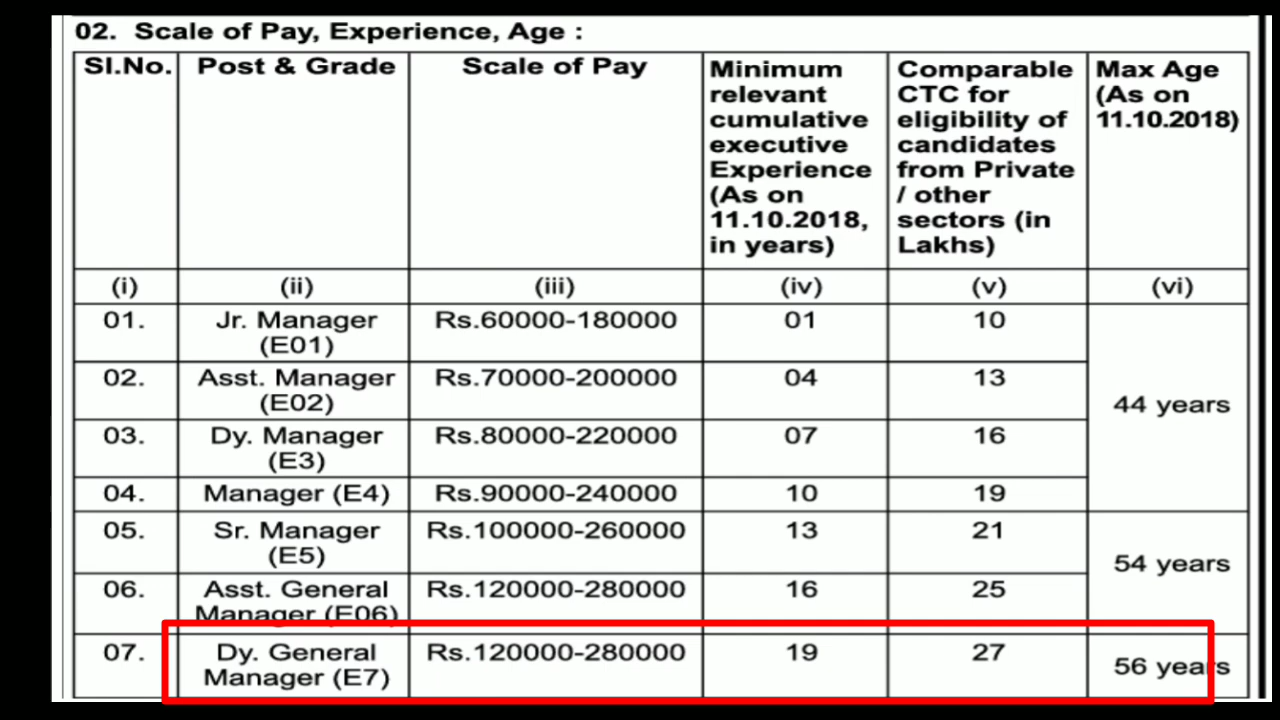 02. Scale of Pay, Experience, Age :
Sl.No. Post & Grade Scale of Pay Minimum relevant cumulative executive Experience (As on 11.10.2018, in years) Comparable CTC for eligibility of candidates from Private / other sectors (in Lakhs) Max Age (As on 11.10.2018)
(i) (ii) (iii) (iv) (v) (vi)
01. Jr. Manager (E01) Rs.60000-180000 01 10
02. Asst. Manager (E02) Rs.70000-200000 04 13
44 years
03. Dy. Manager (E3) Rs.80000-220000 07 16
04. Manager (E4) Rs.90000-240000 10 19
05. Sr. Manager (E5) Rs.100000-260000 13 21
54 years
06. Asst. General Manager (E06) Rs.120000-280000 16 25
07. Dy. General Manager (E7) Rs.120000-280000 19 27 56 years